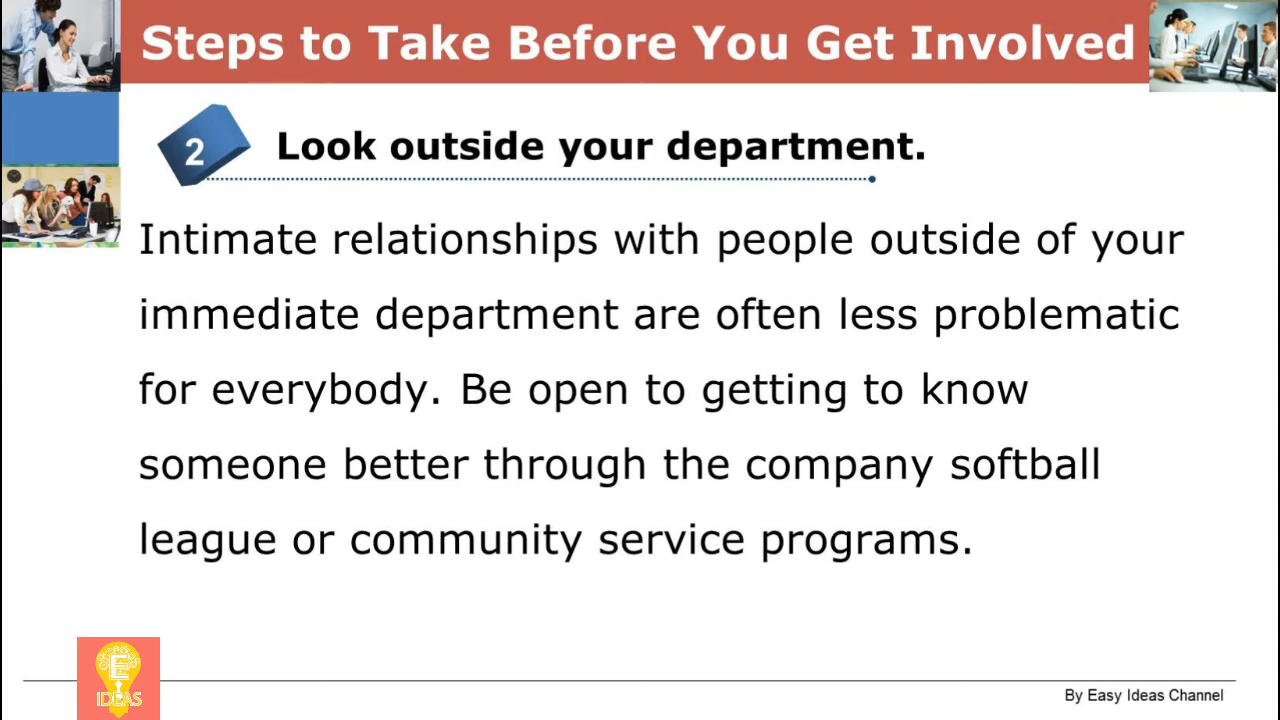 Steps to Take Before You Get Involved
2
Look outside your department.
Intimate relationships with people outside of your
immediate department are often less problematic
for everybody. Be open to getting to know
someone better through the company softball
league or community service programs.
E
IDEAS
By Easy Ideas Channel